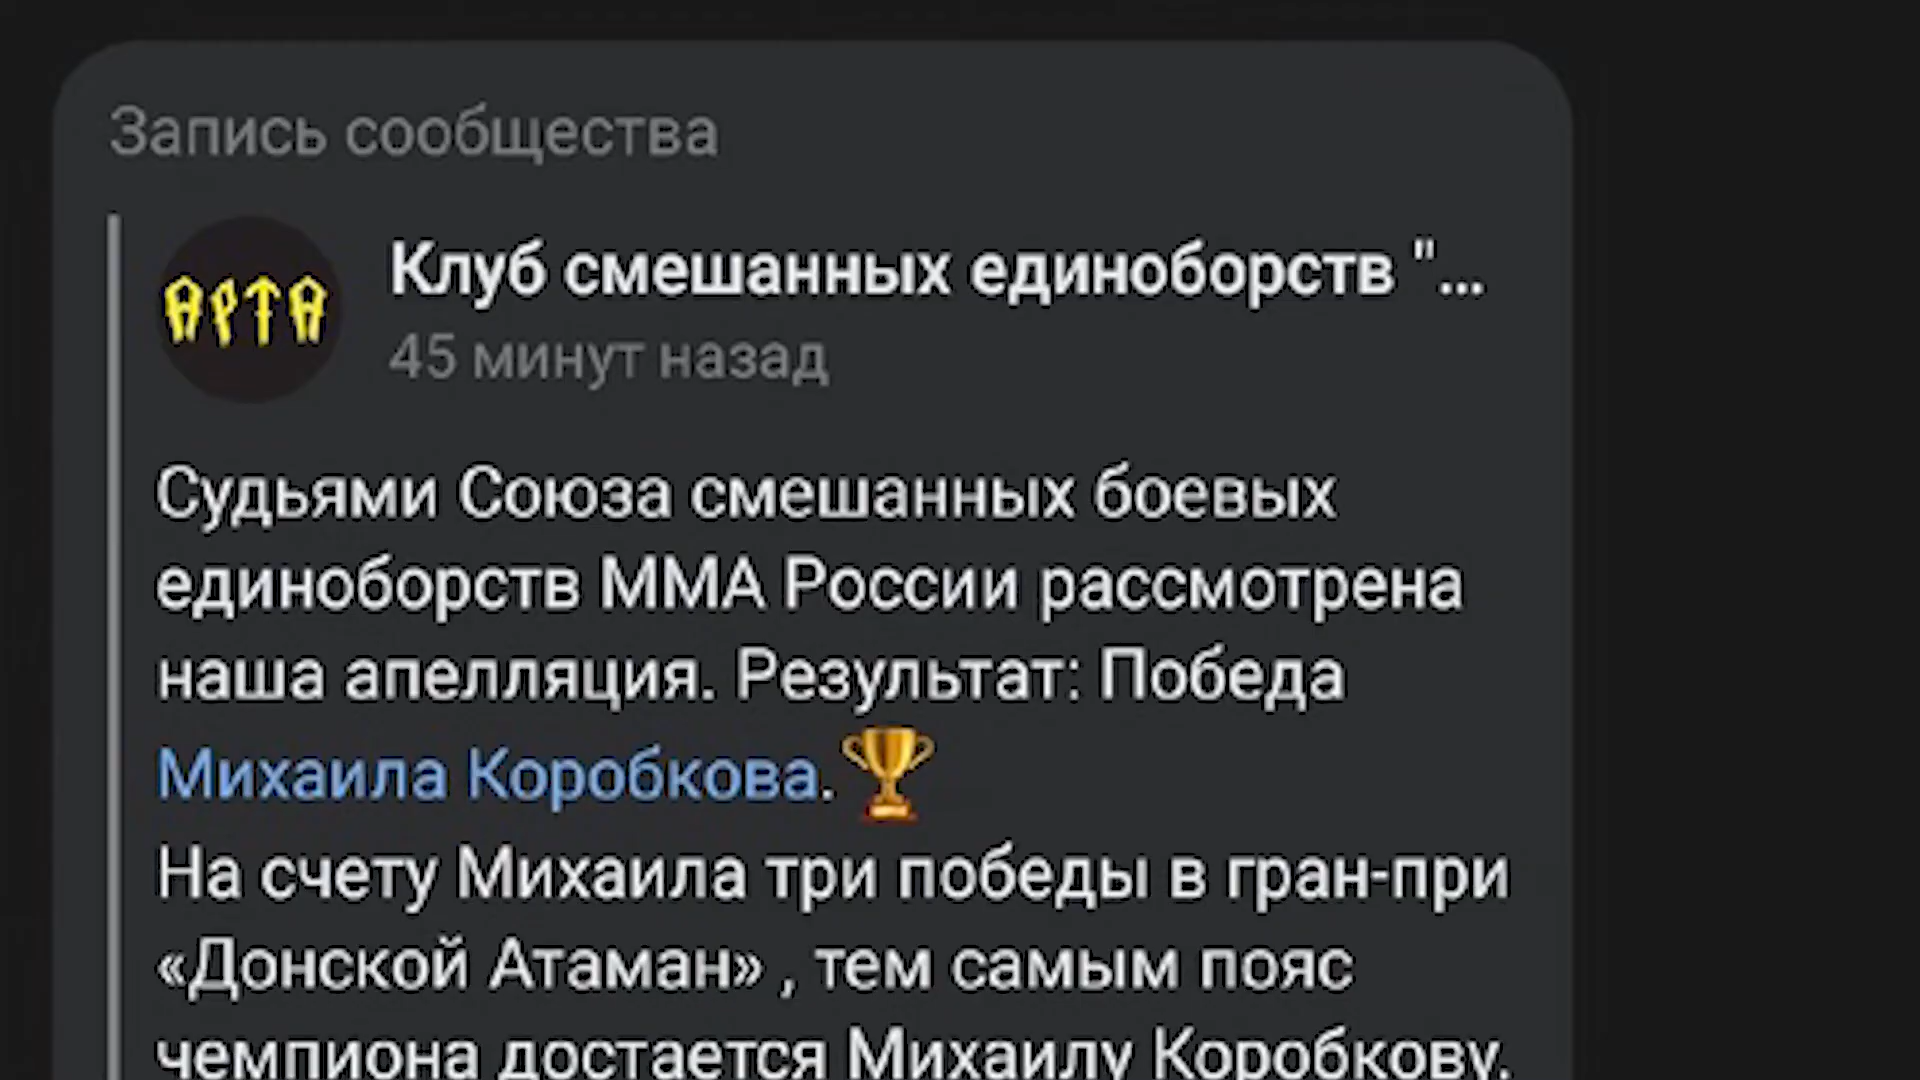 Запись сообщества
АРТА
Клуб смешанных единоборств "...
45 минут назад
Судьями Союза смешанных боевых
единоборств ММА России рассмотрена
наша апелляция. Результат: Победа
Михаила Коробкова.
На счету Михаила три победы в гран-при
«Донской Атаман» , тем самым пояс
чемпиона достается Михаилу Коробкову.